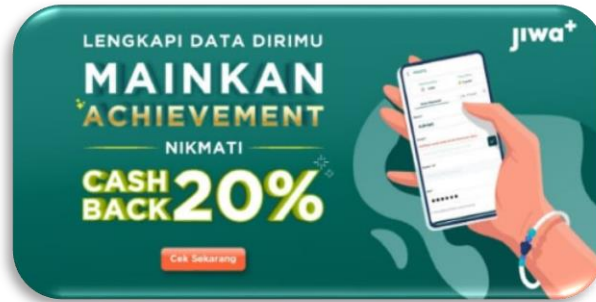 jiwa+
LENGKAPI DATA DIRIMU
MAINKAN
ACHIEVEMENT
NIKMATI
CASH
BACK 20%
Cek Sekarang